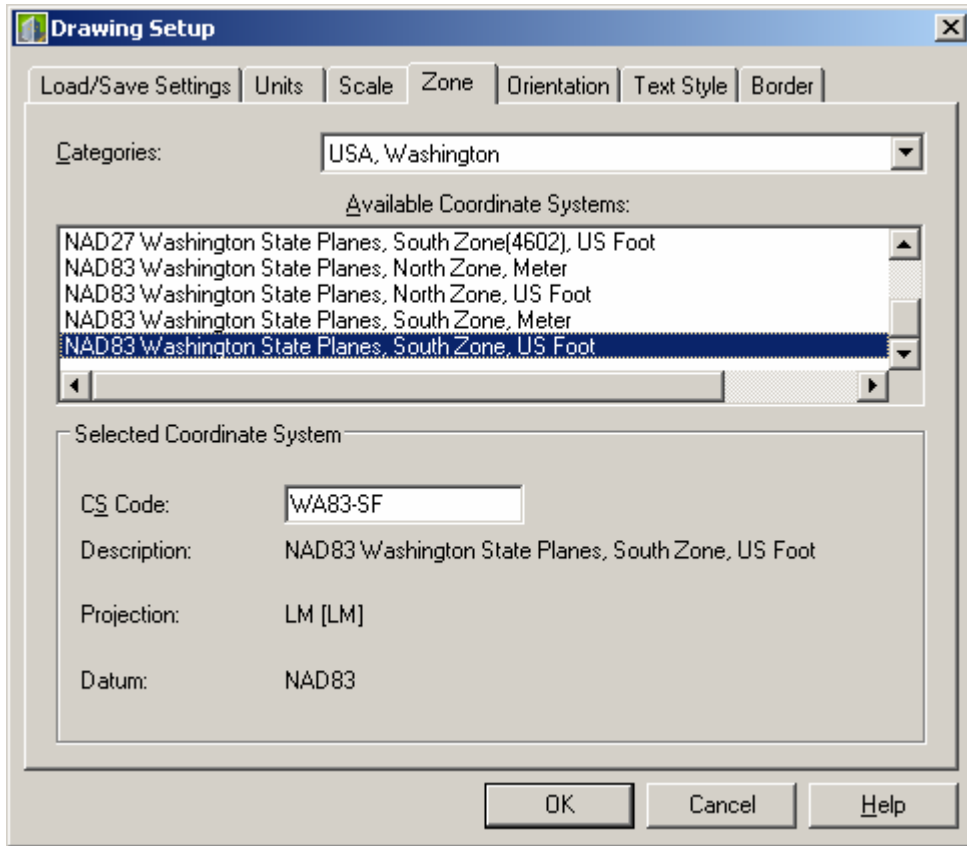 Drawing Setup
Load/Save Settings Units Scale Zone Orientation Text Style Border
Categories: USA, Washington
Available Coordinate Systems:
NAD27 Washington State Planes, South Zone(4602), US Foot
NAD83 Washington State Planes, North Zone, Meter
NAD83 Washington State Planes, North Zone, US Foot
NAD83 Washington State Planes, South Zone, Meter
NAD83 Washington State Planes, South Zone, US Foot
Selected Coordinate System
CS Code: WA83-SF
Description: NAD83 Washington State Planes, South Zone, US Foot
Projection: LM [LM]
Datum: NAD83
OK Cancel Help